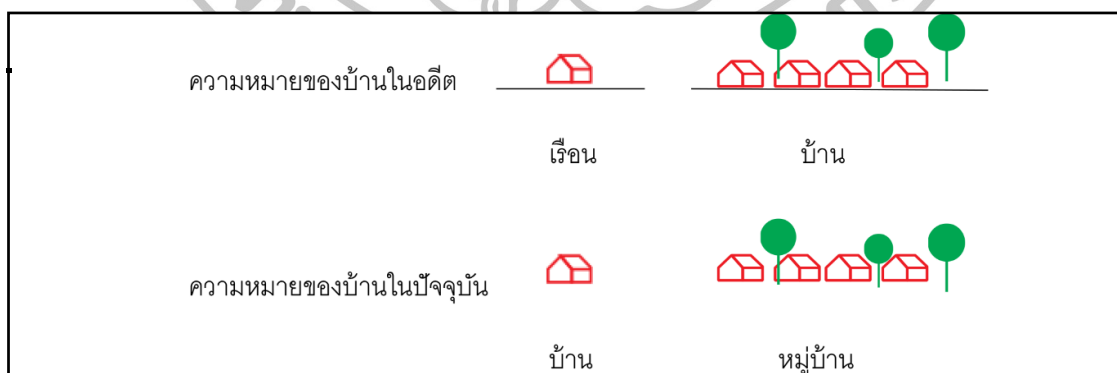 ความหมายของบ้านในอดีต
เรือน บ้าน
ความหมายของบ้านในปัจจุบัน
บ้าน หมู่บ้าน